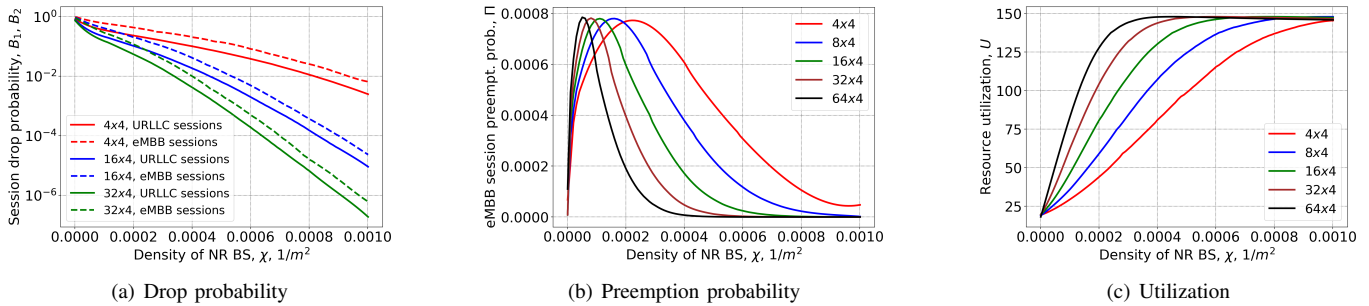 Session drop probability, B₁, B₂
10⁰
10⁻²
10⁻⁴
10⁻⁶
4x4, URLLC sessions
4x4, eMBB sessions
16x4, URLLC sessions
16x4, eMBB sessions
32x4, URLLC sessions
32x4, eMBB sessions
0.0000 0.0002 0.0004 0.0006 0.0008 0.0010
Density of NR BS, χ, 1/m²
(a) Drop probability
eMBB session preempt. prob., Π
0.0008
0.0006
0.0004
0.0002
0.0000
4x4
8x4
16x4
32x4
64x4
0.0000 0.0002 0.0004 0.0006 0.0008 0.0010
Density of NR BS, χ, 1/m²
(b) Preemption probability
Resource utilization, U
150
125
100
75
50
25
4x4
8x4
16x4
32x4
64x4
0.0000 0.0002 0.0004 0.0006 0.0008 0.0010
Density of NR BS, χ, 1/m²
(c) Utilization